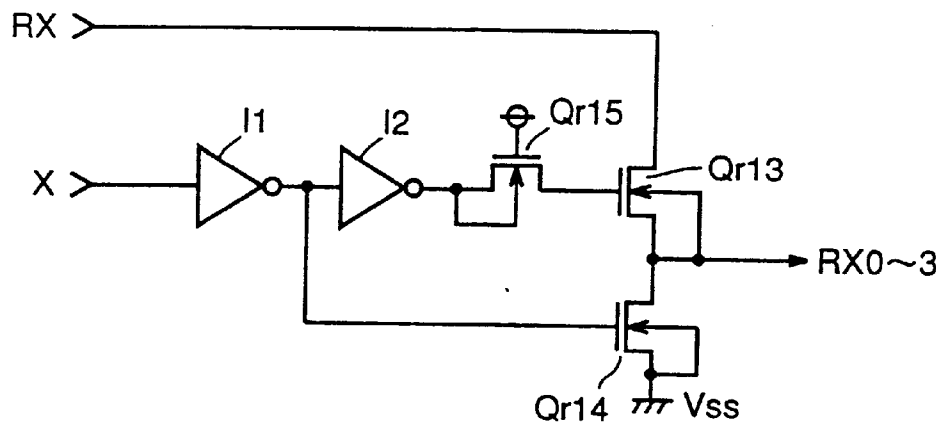 RX
I1
I2
Qr15
Qr13
X
RX0~3
Qr14
Vss